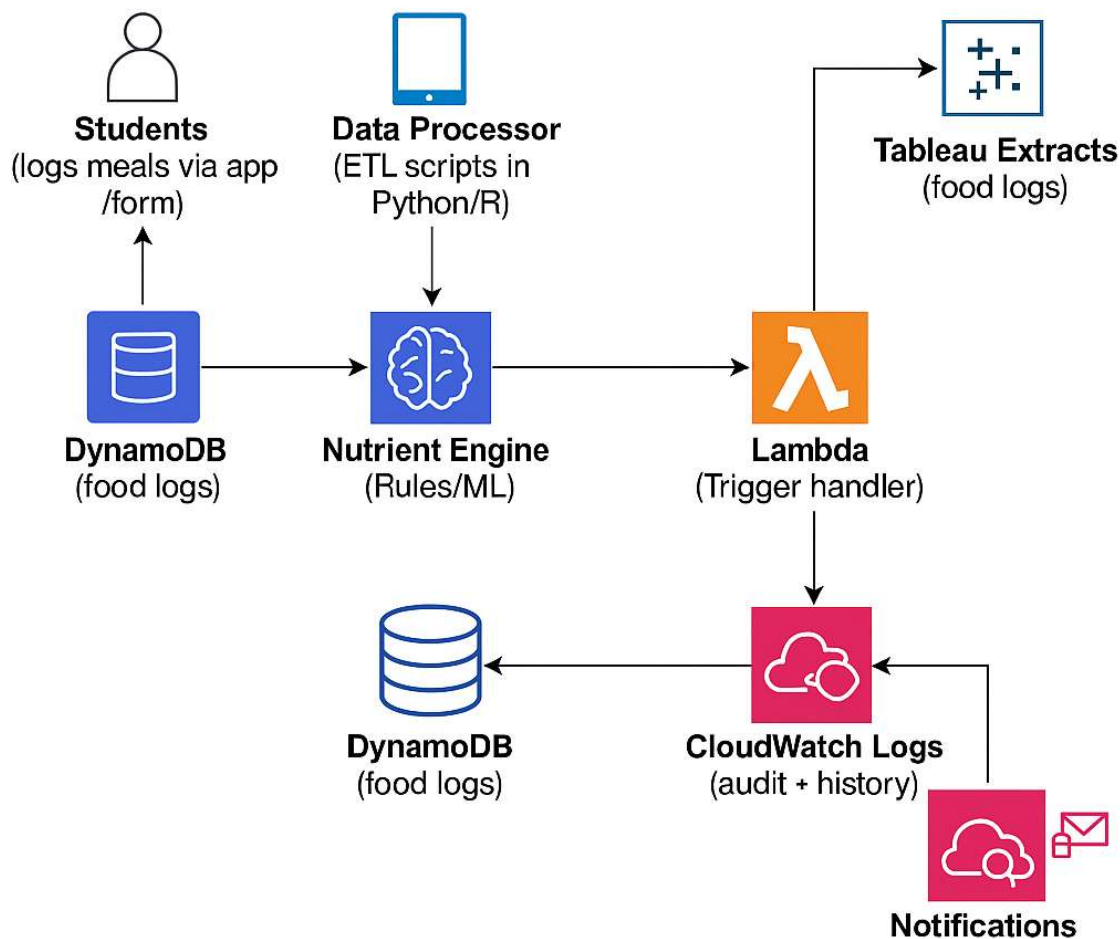 Students
(logs meals via app
/form)
Data Processor
(ETL scripts in
Python/R)
Tableau Extracts
(food logs)
DynamoDB
(food logs)
Nutrient Engine
(Rules/ML)
λ
Lambda
(Trigger handler)
DynamoDB
(food logs)
CloudWatch Logs
(audit + history)
Notifications